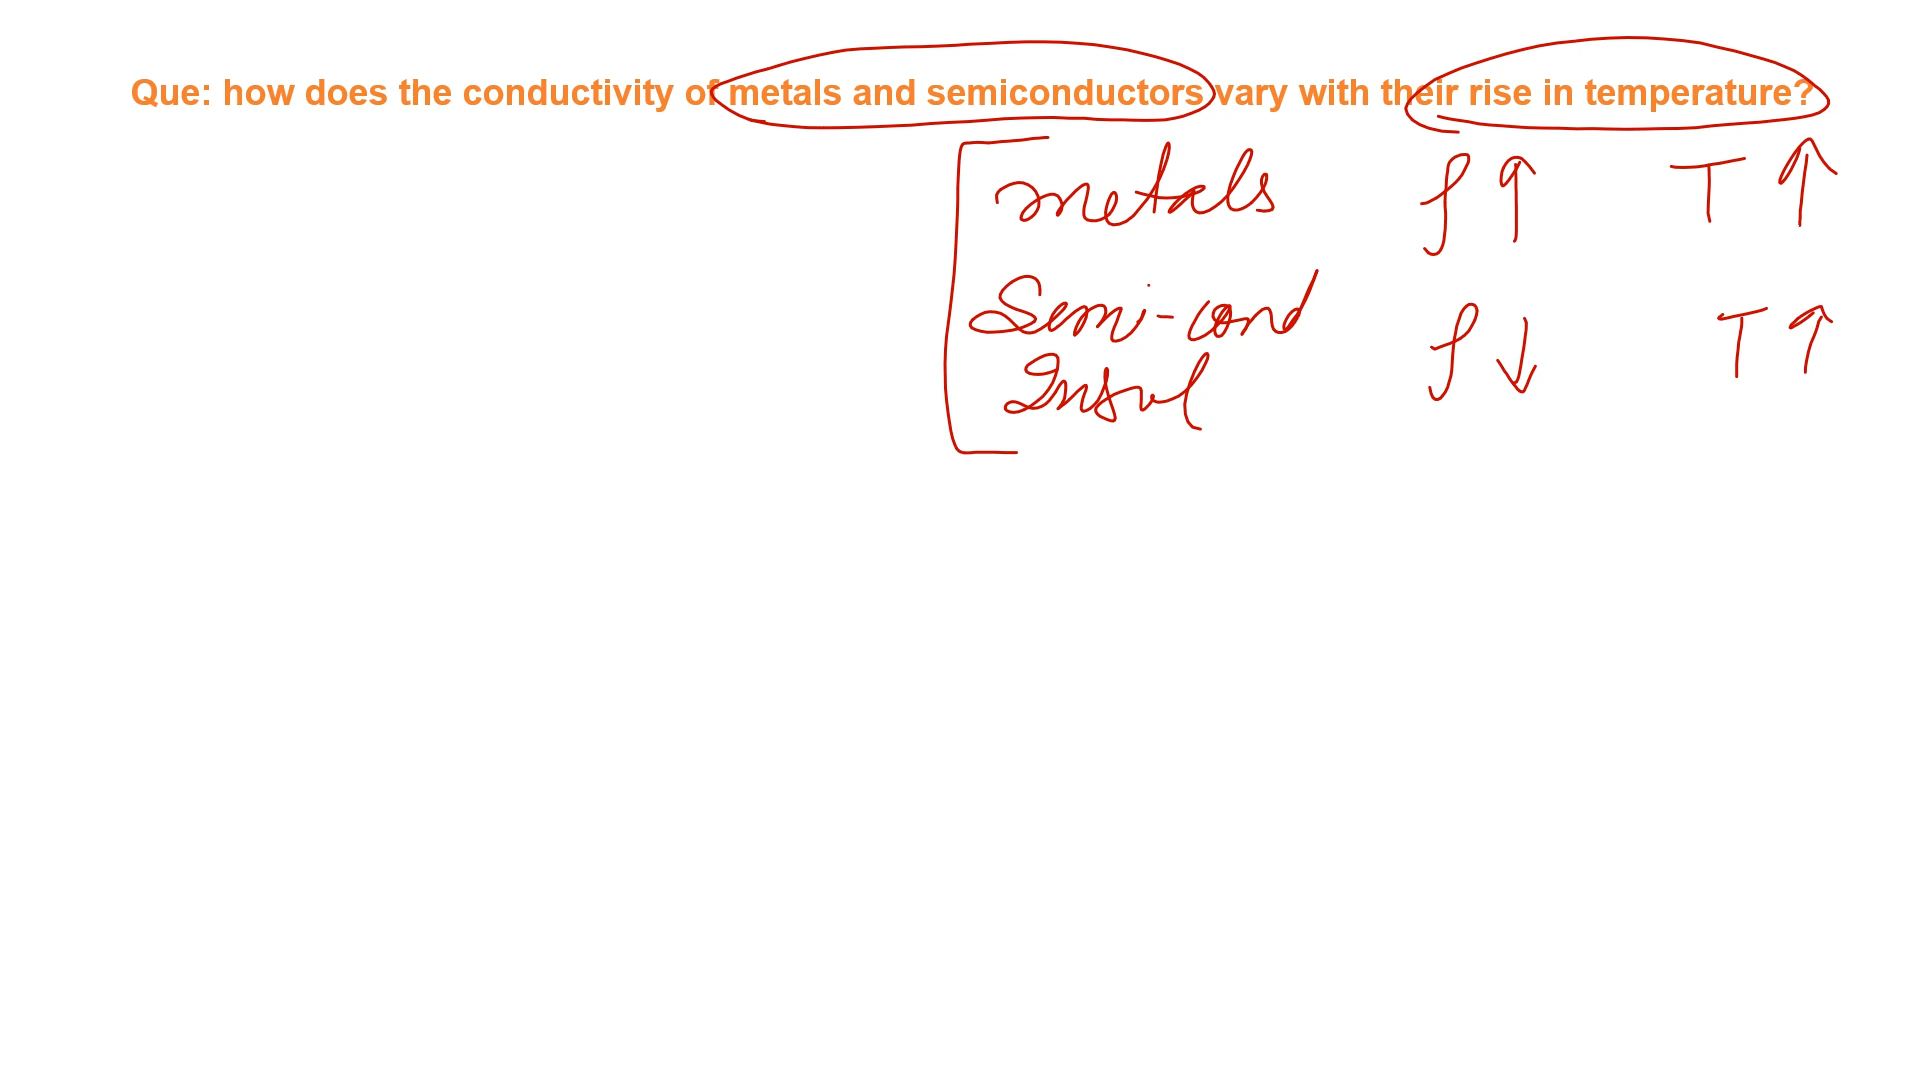 Que: how does the conductivity of metals and semiconductors vary with their rise in temperature?
metals ρ ↑ T ↑
Semi-cond ρ ↓ T ↑
Insul